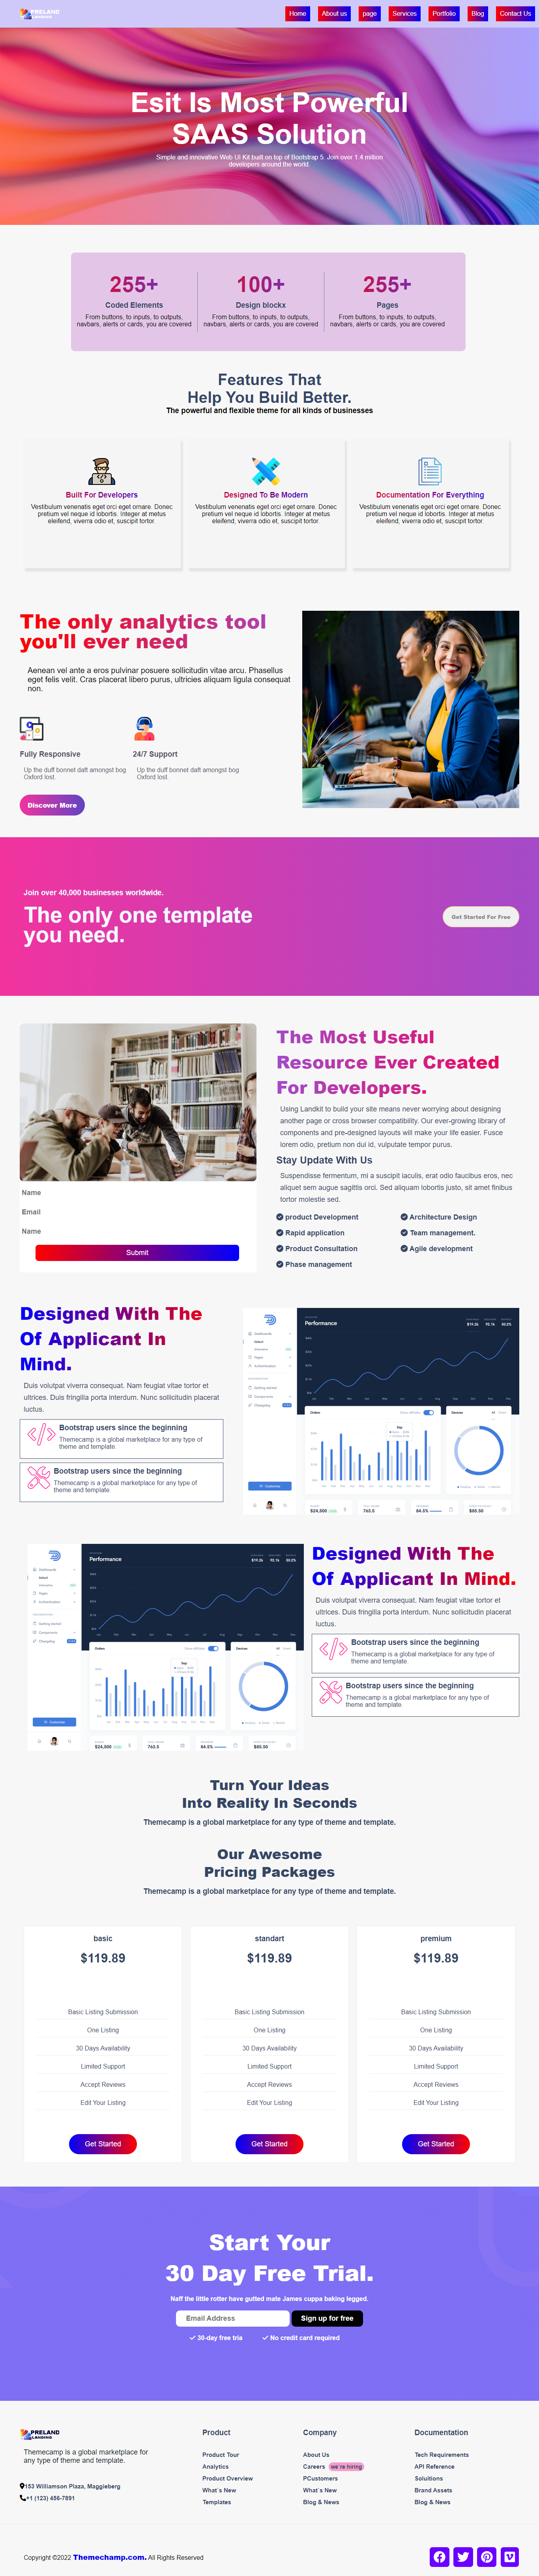 PRELAND
LANDING
Home About us page Services Portfolio Blog Contact Us
Esit Is Most Powerful
SAAS Solution
Simple and innovative Web UI Kit built on top of Bootstrap 5. Join over 1.4 million
developers around the world.
255+ 100+ 255+
Coded Elements Design blockx Pages
From buttons, to inputs, to outputs,
navbars, alerts or cards, you are covered
From buttons, to inputs, to outputs,
navbars, alerts or cards, you are covered
From buttons, to inputs, to outputs,
navbars, alerts or cards, you are covered
Features That
Help You Build Better.
The powerful and flexible theme for all kinds of businesses
Built For Developers
Vestibulum venenatis eget orci eget ornare. Donec
pretium vel neque id lobortis. Integer at metus
eleifend, viverra odio et, suscipit tortor.
Designed To Be Modern
Vestibulum venenatis eget orci eget ornare. Donec
pretium vel neque id lobortis. Integer at metus
eleifend, viverra odio et, suscipit tortor.
Documentation For Everything
Vestibulum venenatis eget orci eget ornare. Donec
pretium vel neque id lobortis. Integer at metus
eleifend, viverra odio et, suscipit tortor.
The only analytics tool
you'll ever need
Aenean vel ante a eros pulvinar posuere sollicitudin vitae arcu. Phasellus
eget felis velit. Cras placerat libero purus, ultricies aliquam ligula consequat
non.
Fully Responsive
Up the duff bonnet daft amongst bog
Oxford lost.
24/7 Support
Up the duff bonnet daft amongst bog
Oxford lost.
Discover More
Join over 40,000 businesses worldwide.
The only one template
you need.
Get Started For Free
Name
Email
Name
Submit
The Most Useful
Resource Ever Created
For Developers.
Using Landkit to build your site means never worrying about designing
another page or cross browser compatibility. Our ever-growing library of
components and pre-designed layouts will make your life easier. Fusce
lorem odio, pretium non dui id, vulputate tempor purus.
Stay Update With Us
Suspendisse fermentum, mi a suscipit iaculis, erat odio faucibus eros, nec
aliquet sem augue sagittis orci. Sed aliquam lobortis justo, sit amet finibus
tortor molestie sed.
product Development Architecture Design
Rapid application Team management.
Product Consultation Agile development
Phase management
Designed With The
Of Applicant In
Mind.
Duis volutpat viverra consequat. Nam feugiat vitae tortor et
ultrices. Duis fringilla porta interdum. Nunc sollicitudin placerat
luctus.
Bootstrap users since the beginning
Themecamp is a global marketplace for any type of
theme and template.
Bootstrap users since the beginning
Themecamp is a global marketplace for any type of
theme and template.
Performance
Dashboards
Pages
Authentication
Getting started
Components
Changelog
Customize
Orders
Devices
$24,500 763.5 84.5% $85.50
Performance
Dashboards
Pages
Authentication
Getting started
Components
Changelog
Customize
Orders
Devices
$24,500 763.5 84.5% $85.50
Designed With The
Of Applicant In Mind.
Duis volutpat viverra consequat. Nam feugiat vitae tortor et
ultrices. Duis fringilla porta interdum. Nunc sollicitudin placerat
luctus.
Bootstrap users since the beginning
Themecamp is a global marketplace for any type of
theme and template.
Bootstrap users since the beginning
Themecamp is a global marketplace for any type of
theme and template.
Turn Your Ideas
Into Reality In Seconds
Themecamp is a global marketplace for any type of theme and template.
Our Awesome
Pricing Packages
Themecamp is a global marketplace for any type of theme and template.
basic
$119.89
Basic Listing Submission
One Listing
30 Days Availability
Limited Support
Accept Reviews
Edit Your Listing
Get Started
standart
$119.89
Basic Listing Submission
One Listing
30 Days Availability
Limited Support
Accept Reviews
Edit Your Listing
Get Started
premium
$119.89
Basic Listing Submission
One Listing
30 Days Availability
Limited Support
Accept Reviews
Edit Your Listing
Get Started
Start Your
30 Day Free Trial.
Naff the little rotter have gutted mate James cuppa baking legged.
Email Address Sign up for free
30-day free tria No credit card required
PRELAND
LANDING
Themecamp is a global marketplace for
any type of theme and template.
153 Williamson Plaza, Maggieberg
+1 (123) 456-7891
Product
Product Tour
Analytics
Product Overview
What`s New
Templates
Company
About Us
Careers we`re hiring
PCustomers
What`s New
Blog & News
Documentation
Tech Requirements
API Reference
Soluitions
Brand Assets
Blog & News
Copyright ©2022 Themechamp.com. All Rights Reserved